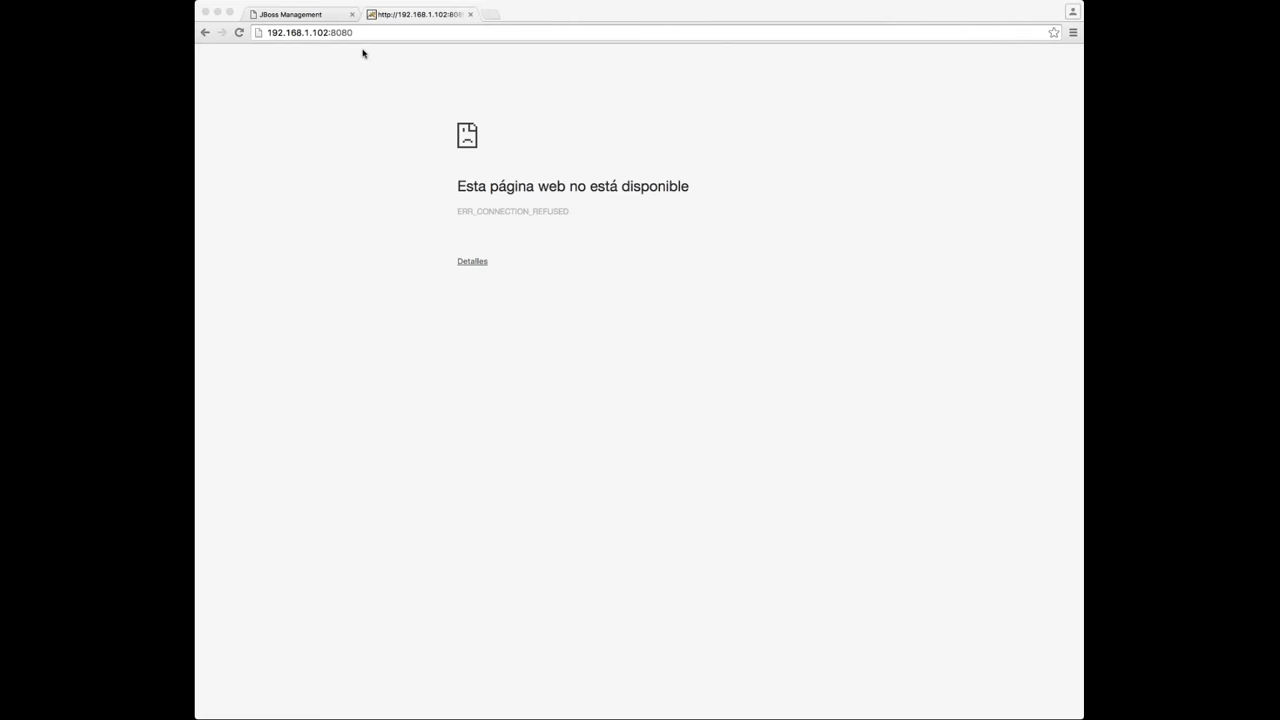 JBoss Management
http://192.168.1.102:808
192.168.1.102:8080
Esta página web no está disponible
ERR_CONNECTION_REFUSED
Detalles